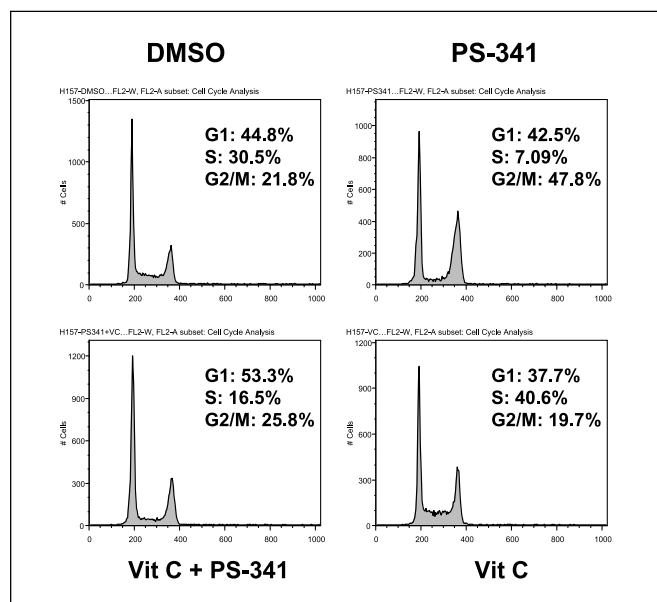 DMSO
PS-341
H157-DMSO...FL2-W, FL2-A subset: Cell Cycle Analysis
1500
1000
500
0
# Cells
G1: 44.8%
S: 30.5%
G2/M: 21.8%
0 200 400 600 800 1000
H157-PS341...FL2-W, FL2-A subset: Cell Cycle Analysis
1000
800
600
400
200
0
# Cells
G1: 42.5%
S: 7.09%
G2/M: 47.8%
0 200 400 600 800 1000
H157-PS341+VC...FL2-W, FL2-A subset: Cell Cycle Analysis
1200
900
600
300
0
# Cells
G1: 53.3%
S: 16.5%
G2/M: 25.8%
0 200 400 600 800 1000
H157-VC...FL2-W, FL2-A subset: Cell Cycle Analysis
1200
900
600
300
0
# Cells
G1: 37.7%
S: 40.6%
G2/M: 19.7%
0 200 400 600 800 1000
Vit C + PS-341
Vit C